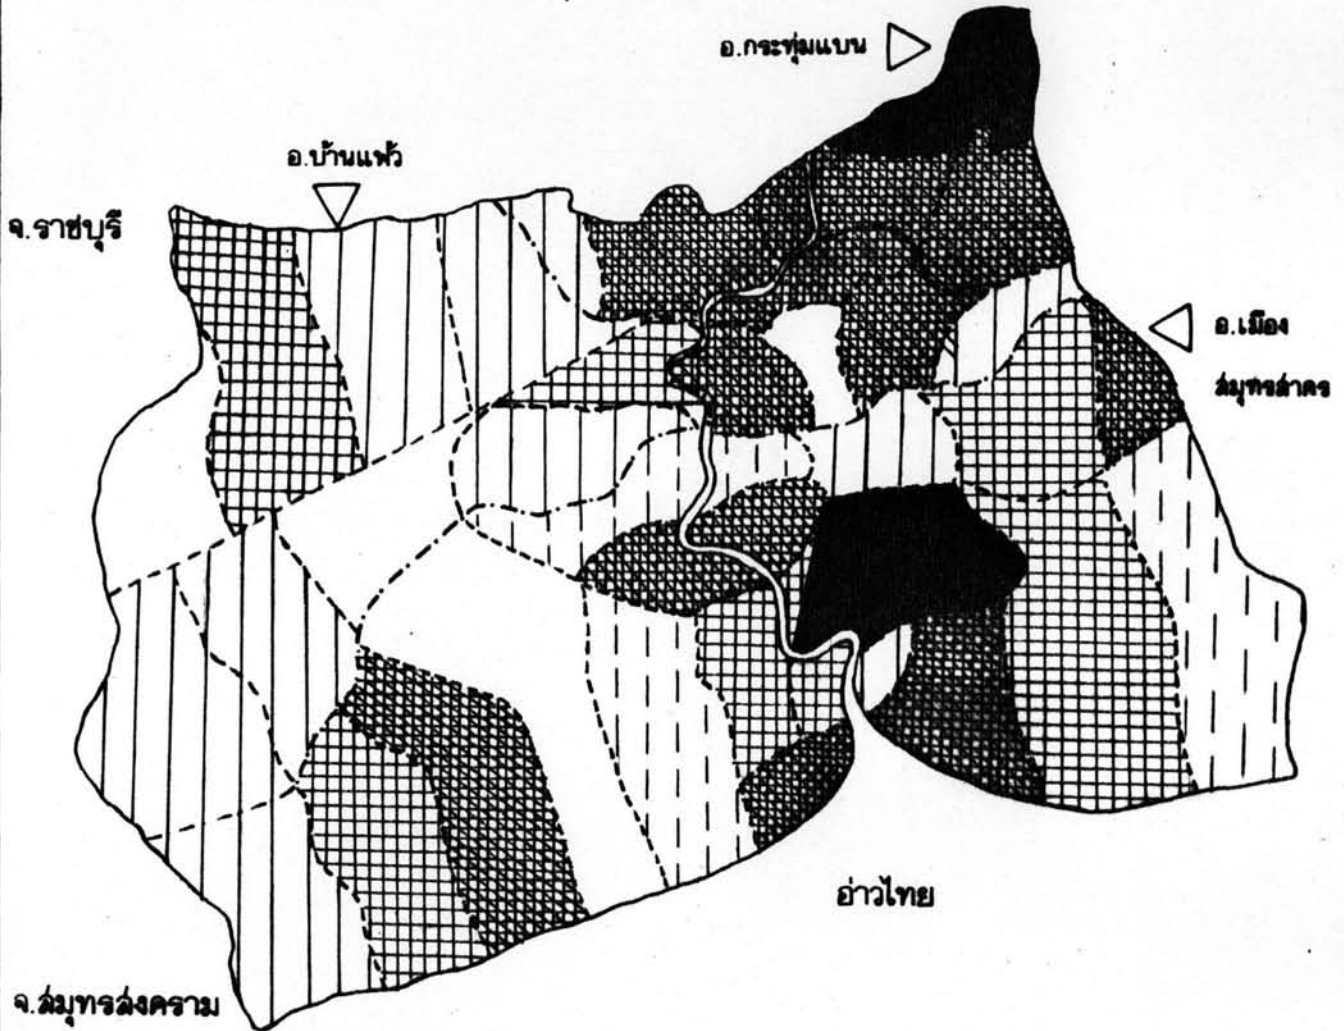 อ.กระทุ่มแบน
อ.บ้านแพ้ว
จ.ราชบุรี
อ.เมือง
สมุทรสาคร
อ่าวไทย
จ.สมุทรสงคราม